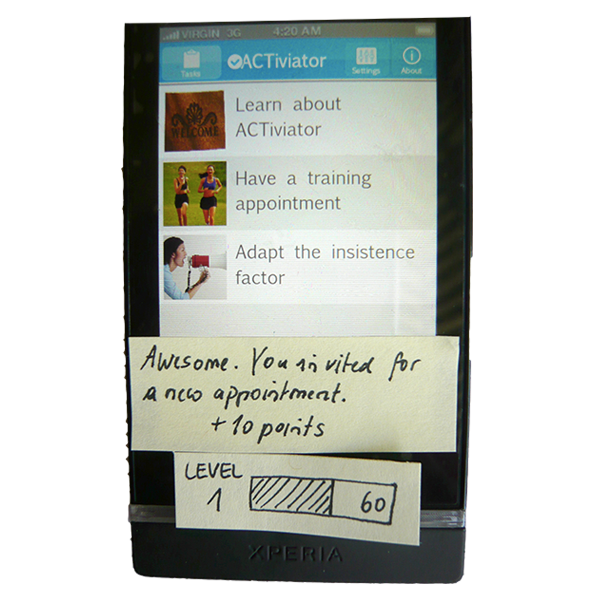 VIRGIN 3G 4:20 AM
Tasks ACTiviator Settings About
WELCOME
Learn about
ACTiviator
Have a training
appointment
Adapt the insistence
factor
Awesome. You invited for
a new appointment.
+10 points
LEVEL
1 60
XPERIA